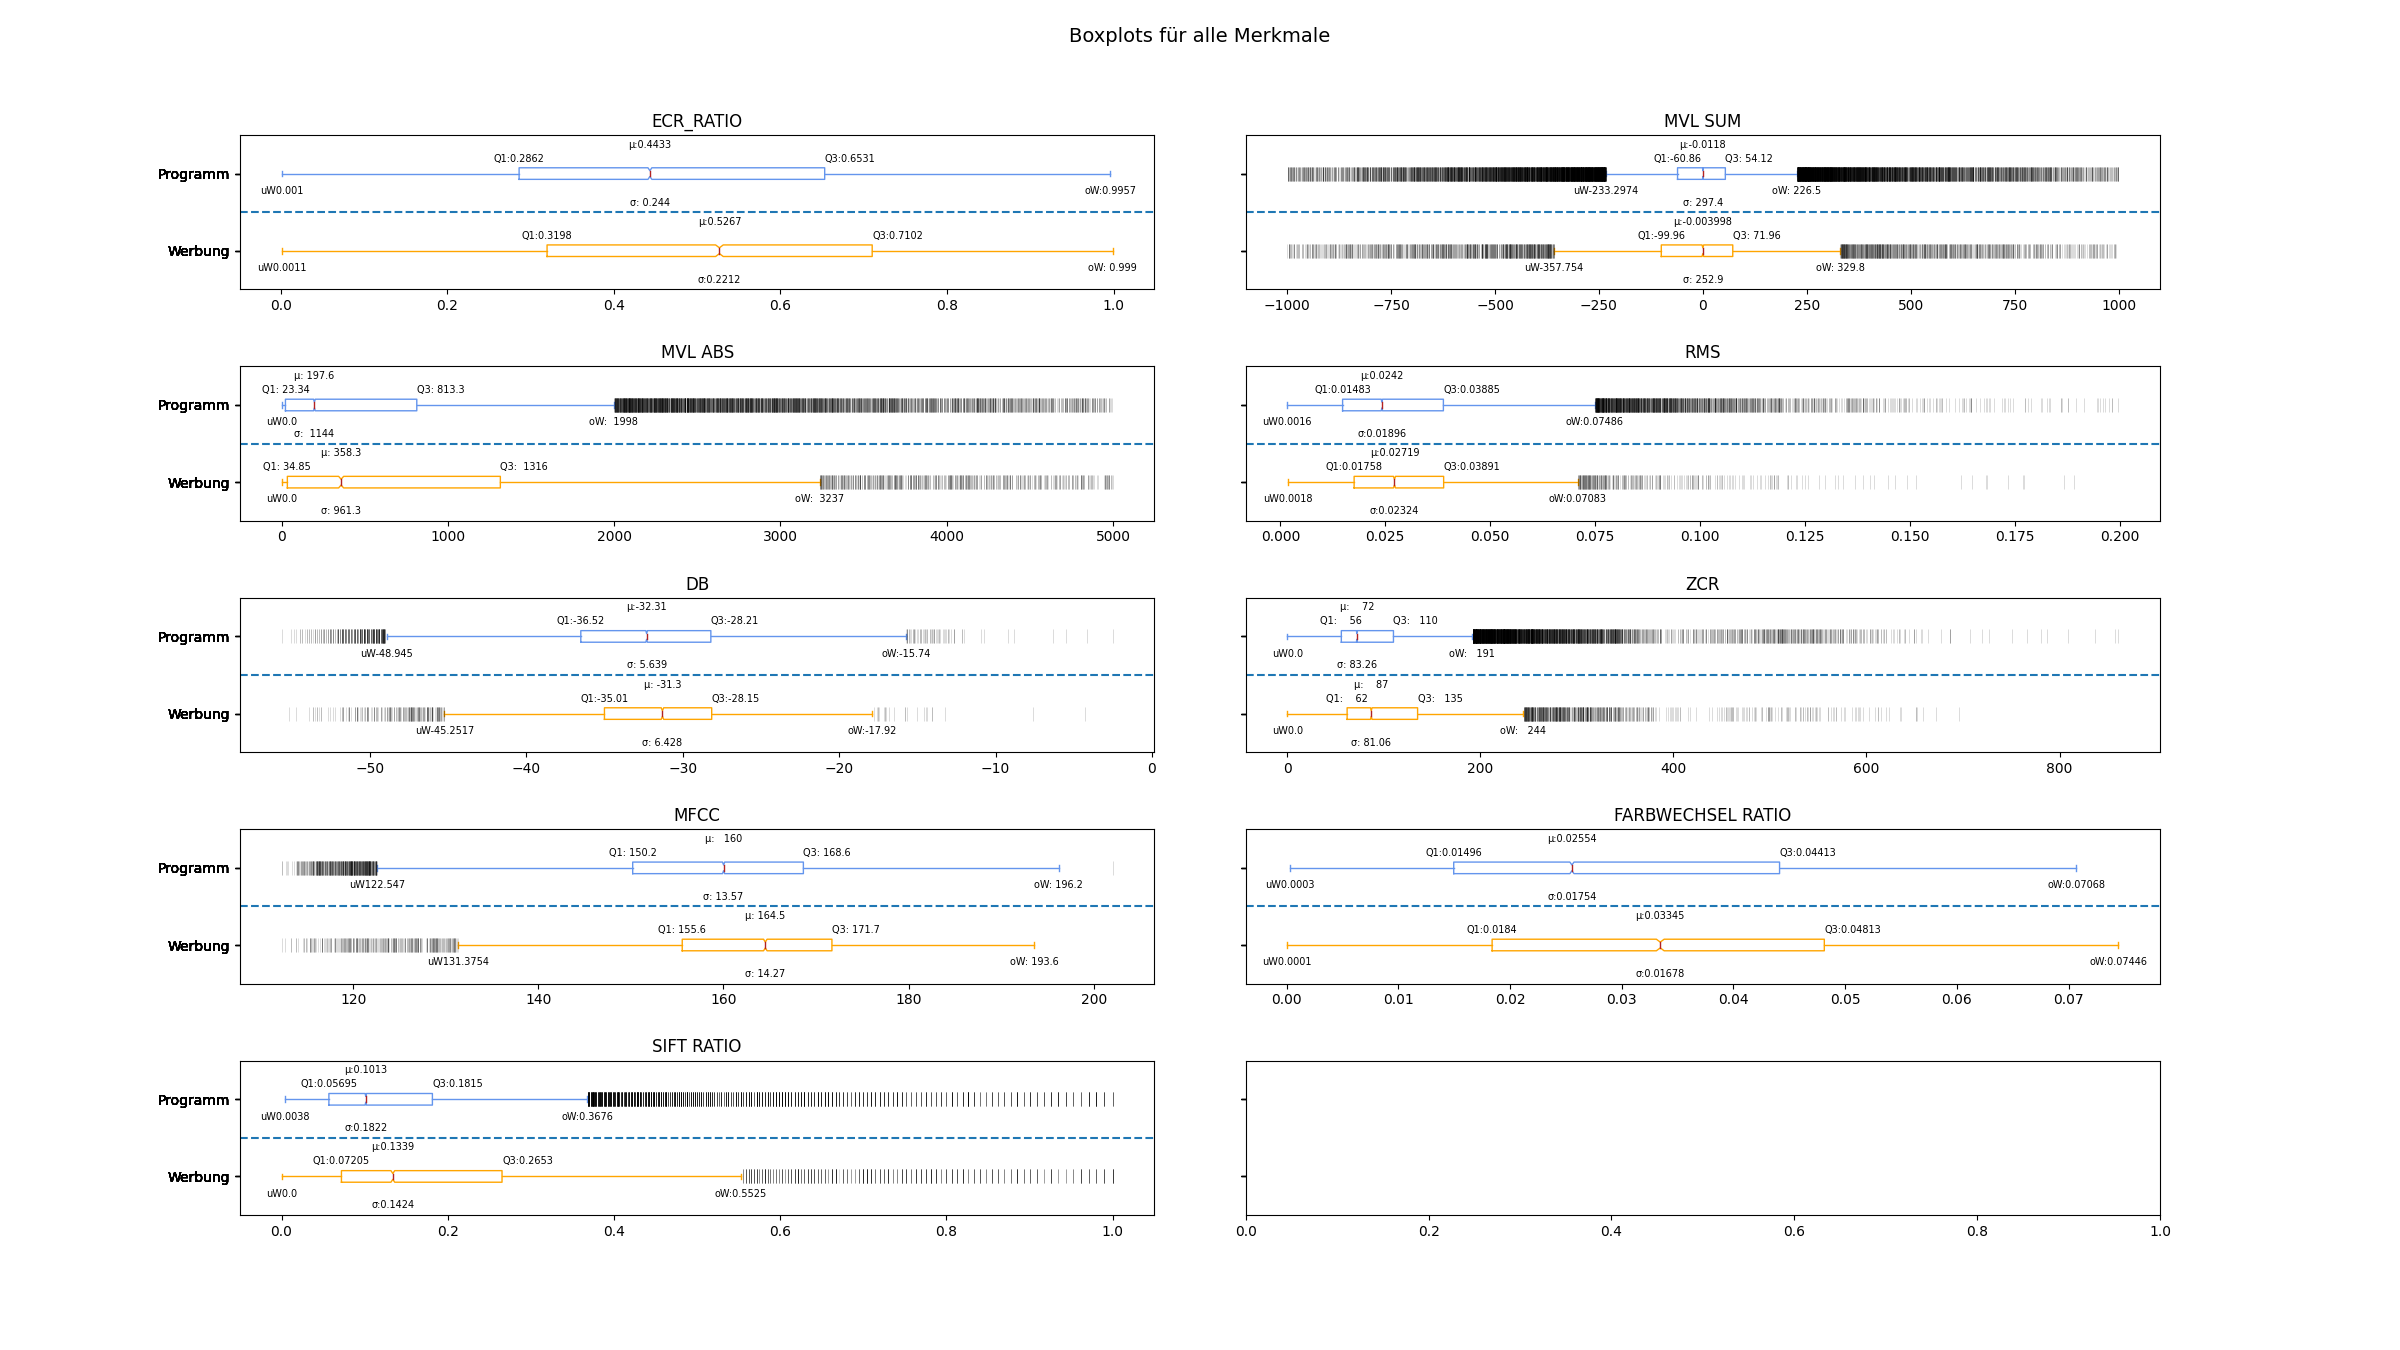 Boxplots für alle Merkmale
ECR_RATIO
μ:0.4433
Q1:0.2862 Q3:0.6531
Programm
uW0.001 oW:0.9957
σ: 0.244
μ:0.5267
Q1:0.3198 Q3:0.7102
Werbung
uW0.0011 oW: 0.999
σ:0.2212
0.0 0.2 0.4 0.6 0.8 1.0
MVL SUM
μ:-0.0118
Q1:-60.86 Q3: 54.12
uW-233.2974 oW: 226.5
σ: 297.4
μ:-0.003998
Q1:-99.96 Q3: 71.96
uW-357.754 oW: 329.8
σ: 252.9
−1000 −750 −500 −250 0 250 500 750 1000
MVL ABS
μ: 197.6
Q1: 23.34 Q3: 813.3
Programm
uW0.0 oW: 1998
σ: 1144
μ: 358.3
Q1: 34.85 Q3: 1316
Werbung
uW0.0 oW: 3237
σ: 961.3
0 1000 2000 3000 4000 5000
RMS
μ:0.0242
Q1:0.01483 Q3:0.03885
uW0.0016 oW:0.07486
σ:0.01896
μ:0.02719
Q1:0.01758 Q3:0.03891
uW0.0018 oW:0.07083
σ:0.02324
0.000 0.025 0.050 0.075 0.100 0.125 0.150 0.175 0.200
DB
μ:-32.31
Q1:-36.52 Q3:-28.21
Programm
uW-48.945 oW:-15.74
σ: 5.639
μ: -31.3
Q1:-35.01 Q3:-28.15
Werbung
uW-45.2517 oW:-17.92
σ: 6.428
−50 −40 −30 −20 −10 0
ZCR
μ: 72
Q1: 56 Q3: 110
uW0.0 oW: 191
σ: 83.26
μ: 87
Q1: 62 Q3: 135
uW0.0 oW: 244
σ: 81.06
0 200 400 600 800
MFCC
μ: 160
Q1: 150.2 Q3: 168.6
Programm
uW122.547 oW: 196.2
σ: 13.57
μ: 164.5
Q1: 155.6 Q3: 171.7
Werbung
uW131.3754 oW: 193.6
σ: 14.27
120 140 160 180 200
FARBWECHSEL RATIO
μ:0.02554
Q1:0.01496 Q3:0.04413
uW0.0003 oW:0.07068
σ:0.01754
μ:0.03345
Q1:0.0184 Q3:0.04813
uW0.0001 oW:0.07446
σ:0.01678
0.00 0.01 0.02 0.03 0.04 0.05 0.06 0.07
SIFT RATIO
μ:0.1013
Q1:0.05695 Q3:0.1815
Programm
uW0.0038 oW:0.3676
σ:0.1822
μ:0.1339
Q1:0.07205 Q3:0.2653
Werbung
uW0.0 oW:0.5525
σ:0.1424
0.0 0.2 0.4 0.6 0.8 1.0
0.0 0.2 0.4 0.6 0.8 1.0